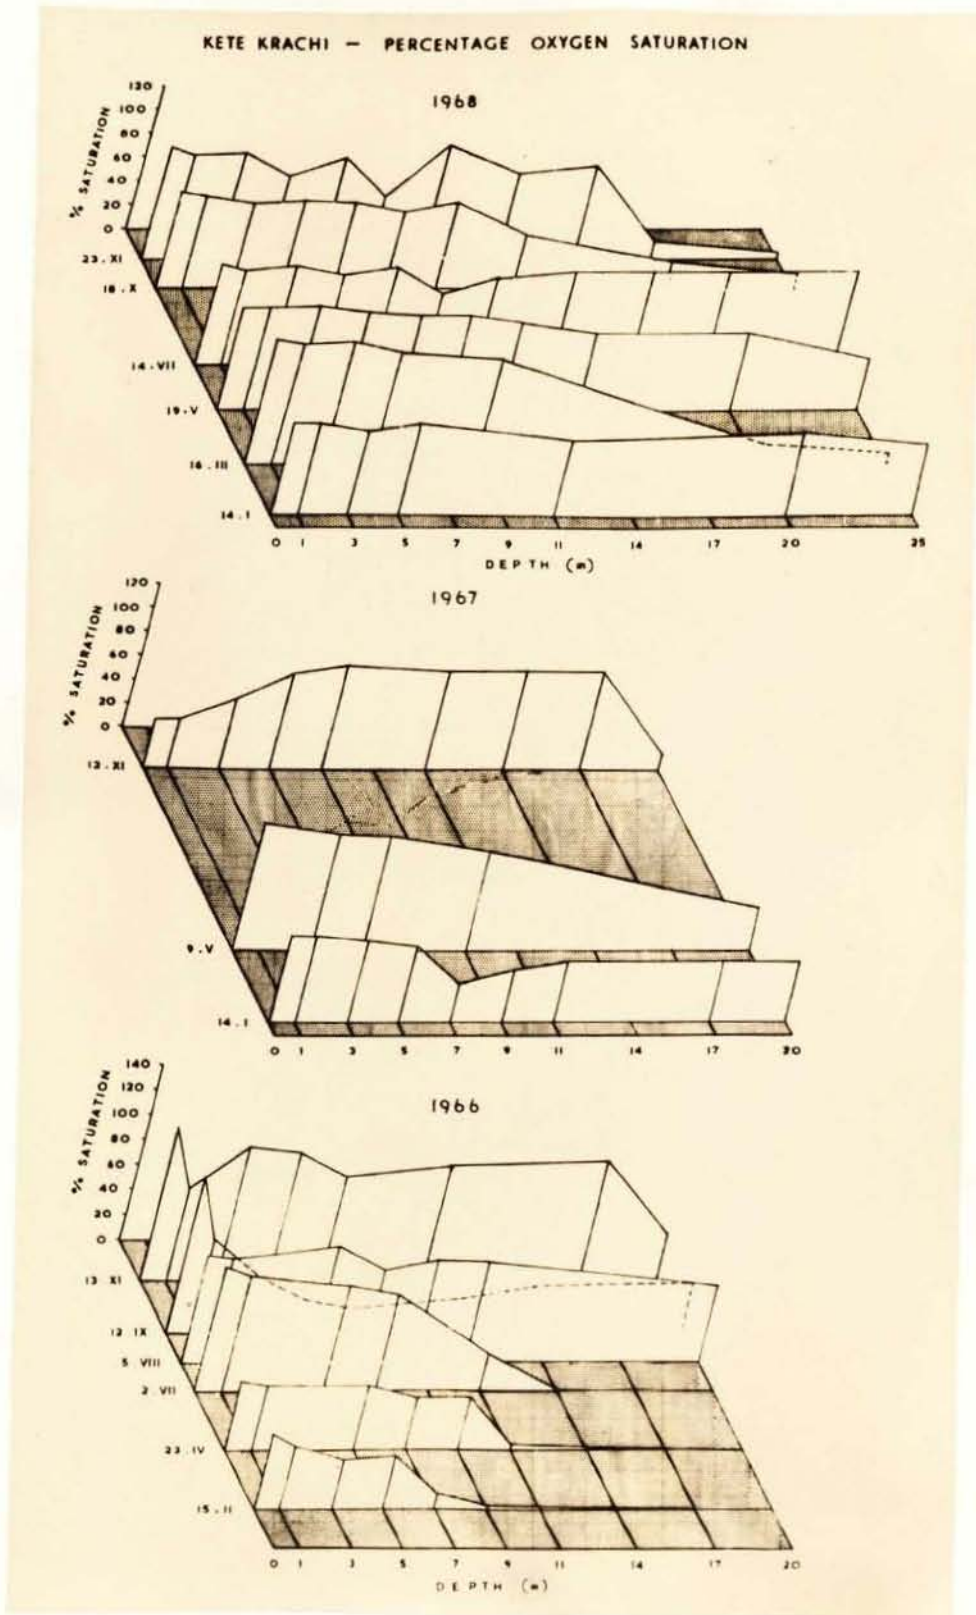 KETE KRACHI – PERCENTAGE OXYGEN SATURATION
1968
120
100
80
60
40
20
0
% SATURATION
23.XI
18.X
14.VII
19.V
16.III
14.I
0 1 3 5 7 9 11 14 17 20 25
DEPTH (m)
1967
120
100
80
60
40
20
0
% SATURATION
12.XI
9.V
14.I
0 1 3 5 7 9 11 14 17 20
1966
140
120
100
80
60
40
20
0
% SATURATION
13 XI
12 IX
5 VIII
2 VII
23.IV
15.II
0 1 3 5 7 9 11 14 17 20
DEPTH (m)